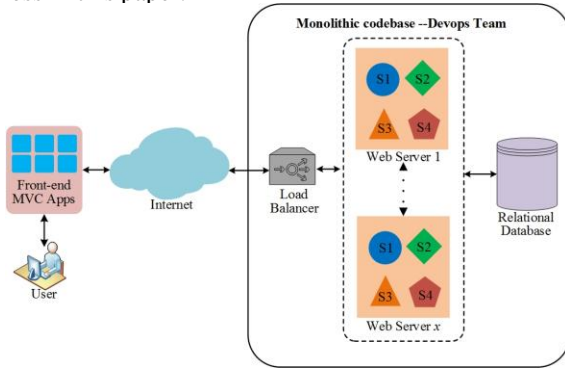 Monolithic codebase --Devops Team
S1
S2
S3
S4
Web Server 1
Front-end
MVC Apps
Internet
Load
Balancer
Relational
Database
User
S1
S2
S3
S4
Web Server x